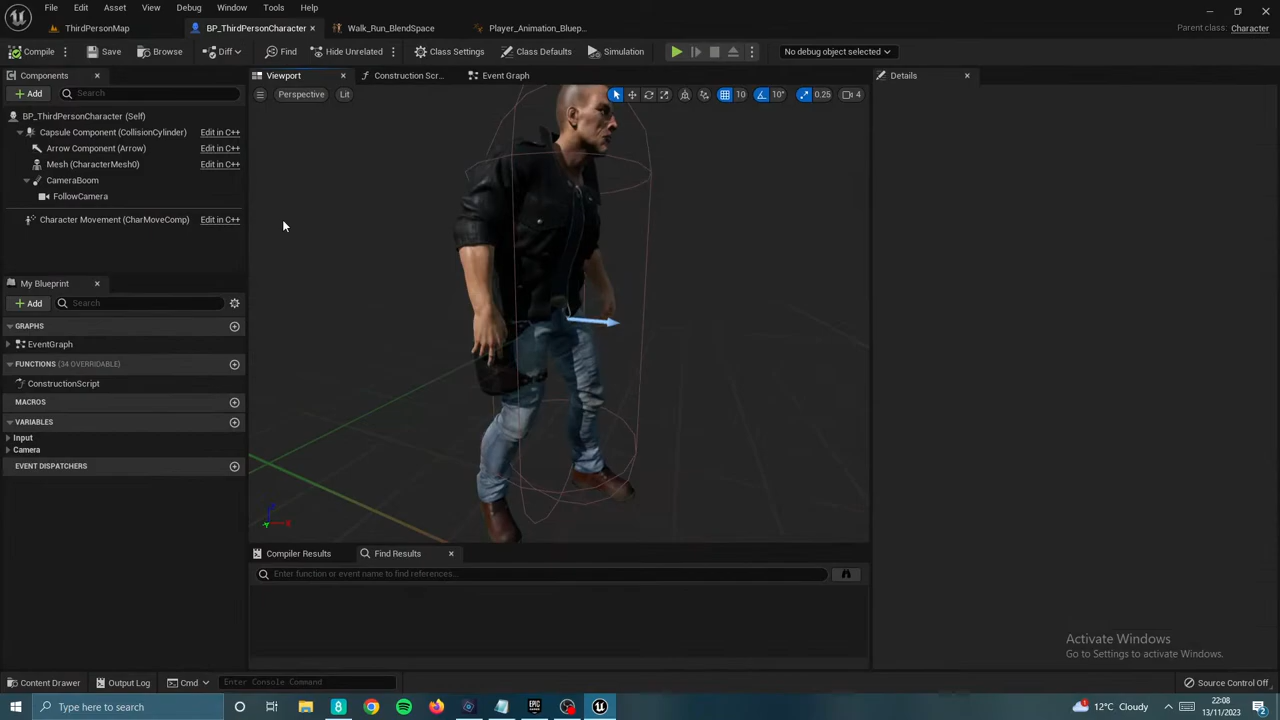 File Edit Asset View Debug Window Tools Help
ThirdPersonMap BP_ThirdPersonCharacter Walk_Run_BlendSpace Player_Animation_Bluep... Parent class: Character
Compile Save Browse Diff Find Hide Unrelated Class Settings Class Defaults Simulation No debug object selected
Components Viewport Construction Scr... Event Graph Details
Add Search Perspective Lit 10 10° 0.25 4
BP_ThirdPersonCharacter (Self)
Capsule Component (CollisionCylinder) Edit in C++
Arrow Component (Arrow) Edit in C++
Mesh (CharacterMesh0) Edit in C++
CameraBoom
FollowCamera
Character Movement (CharMoveComp) Edit in C++
My Blueprint
Add Search
GRAPHS
EventGraph
FUNCTIONS (34 OVERRIDABLE)
ConstructionScript
MACROS
VARIABLES
Input
Camera
EVENT DISPATCHERS
Compiler Results Find Results
Enter function or event name to find references...
Activate Windows
Go to Settings to activate Windows.
Content Drawer Output Log Cmd Enter Console Command Source Control Off
Type here to search 12°C Cloudy 22:08
13/11/2023